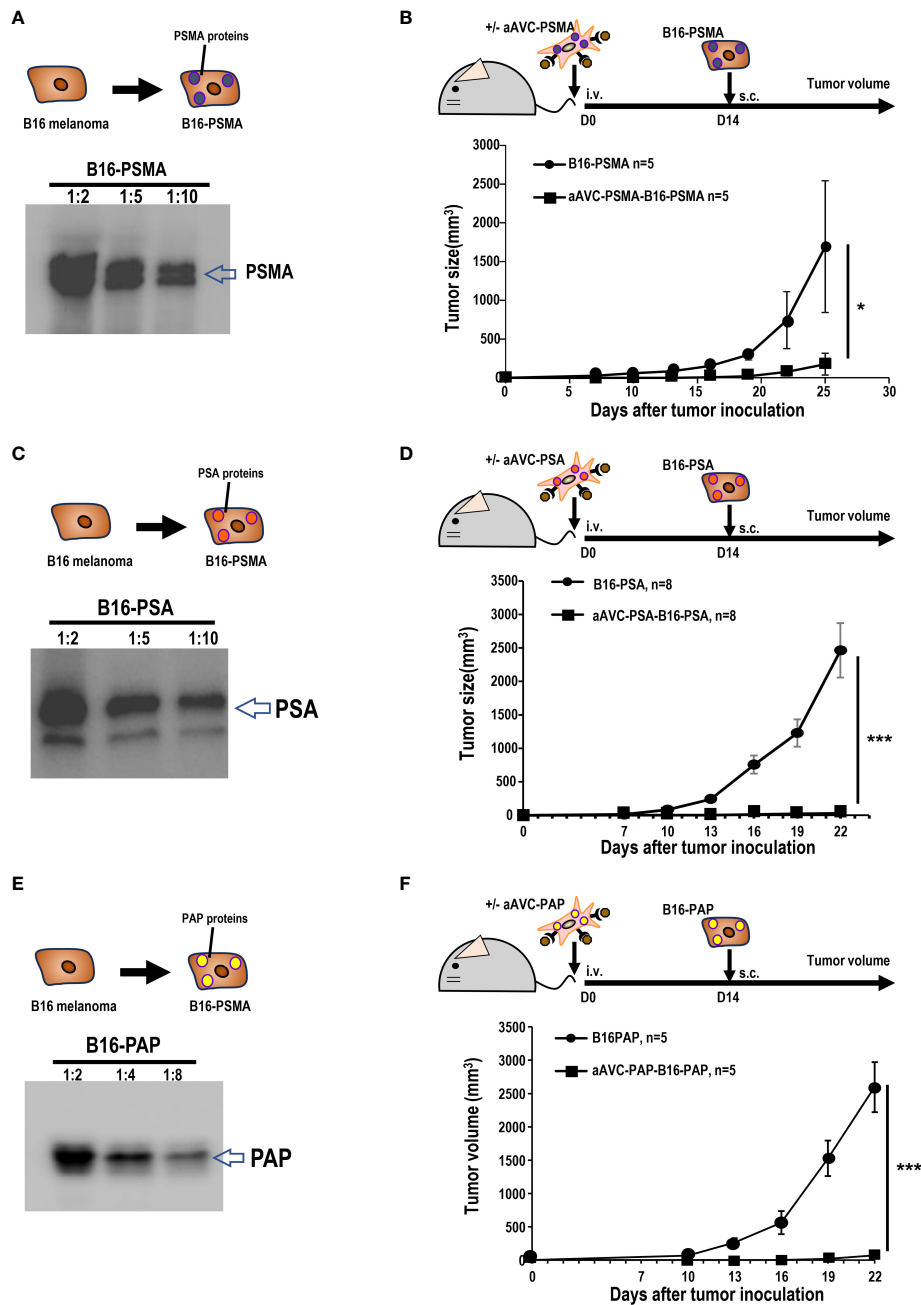 A
PSMA proteins
B16 melanoma
B16-PSMA
B16-PSMA
1:2 1:5 1:10
PSMA
B
+/- aAVC-PSMA
B16-PSMA
i.v.
s.c.
Tumor volume
D0
D14
3000
2500
2000
1500
1000
500
0
B16-PSMA n=5
aAVC-PSMA-B16-PSMA n=5
*
Tumor size(mm³)
0 5 10 15 20 25 30
Days after tumor inoculation
C
PSA proteins
B16 melanoma
B16-PSMA
B16-PSA
1:2 1:5 1:10
PSA
D
+/- aAVC-PSA
B16-PSA
i.v.
s.c.
Tumor volume
D0
D14
3500
3000
2500
2000
1500
1000
500
0
B16-PSA, n=8
aAVC-PSA-B16-PSA, n=8
***
Tumor size(mm³)
0 7 10 13 16 19 22
Days after tumor inoculation
E
PAP proteins
B16 melanoma
B16-PSMA
B16-PAP
1:2 1:4 1:8
PAP
F
+/- aAVC-PAP
B16-PAP
i.v.
s.c.
Tumor volume
D0
D14
3500
3000
2500
2000
1500
1000
500
0
B16PAP, n=5
aAVC-PAP-B16-PAP, n=5
***
Tumor volume (mm³)
0 7 10 13 16 19 22
Days after tumor inoculation